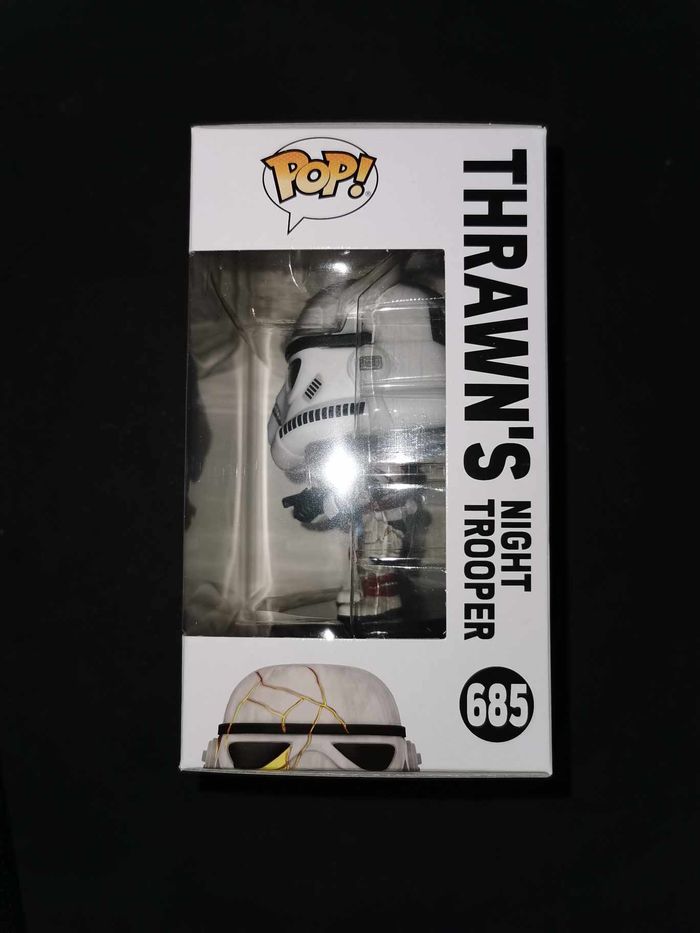 POP!
THRAWN'S
NIGHT
TROOPER
685